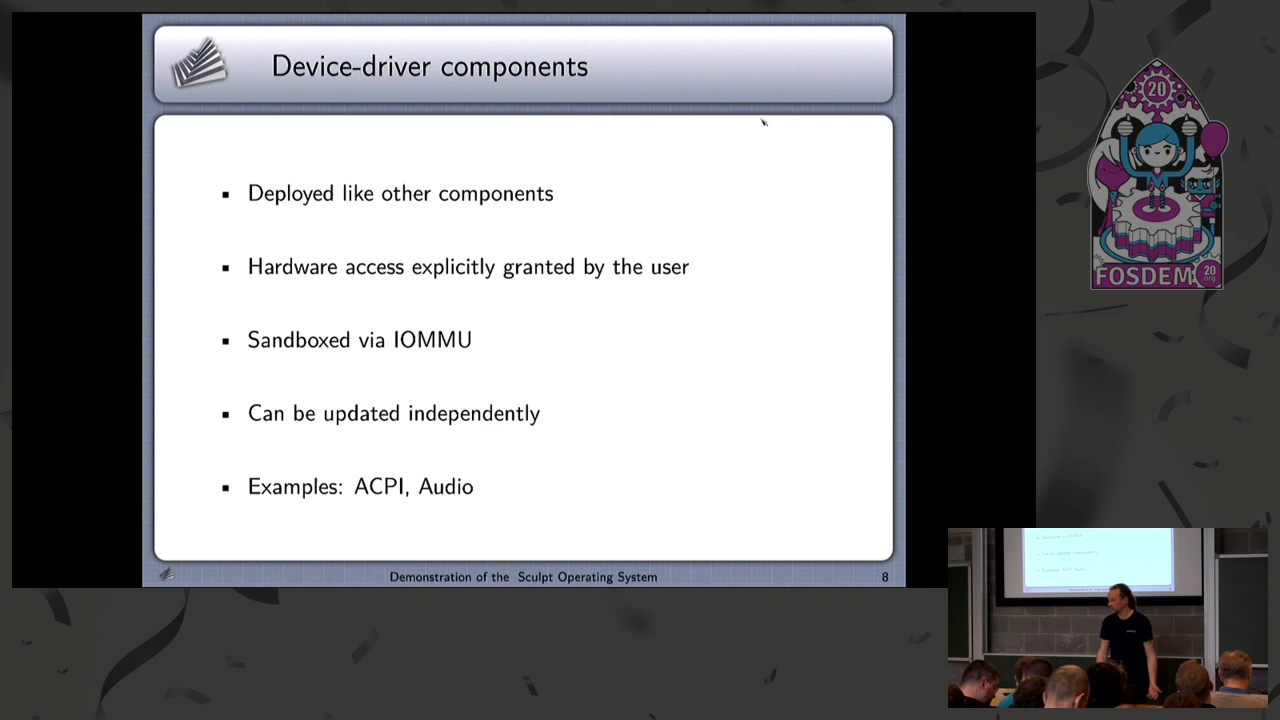 Device-driver components
▪ Deployed like other components
▪ Hardware access explicitly granted by the user
▪ Sandboxed via IOMMU
▪ Can be updated independently
▪ Examples: ACPI, Audio
Demonstration of the Sculpt Operating System
8
20
FOSDEM
20
.org